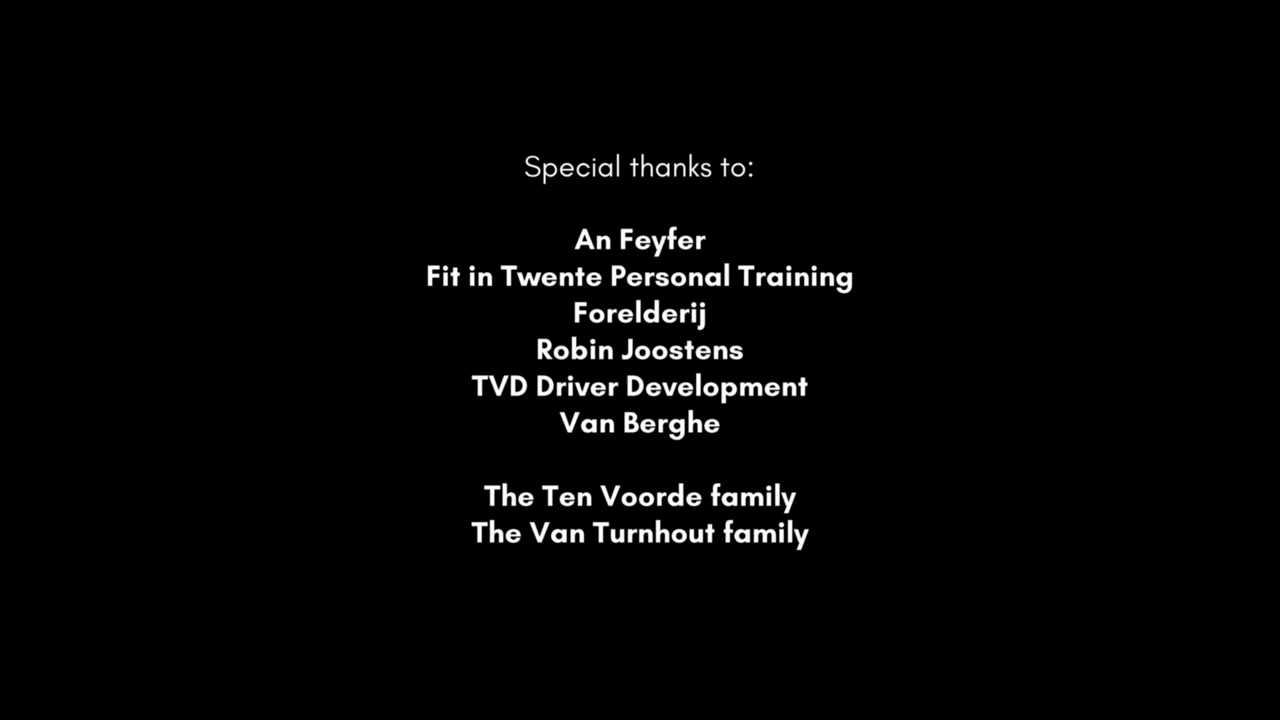 Special thanks to:
An Feyfer
Fit in Twente Personal Training
Forelderij
Robin Joostens
TVD Driver Development
Van Berghe
The Ten Voorde family
The Van Turnhout family